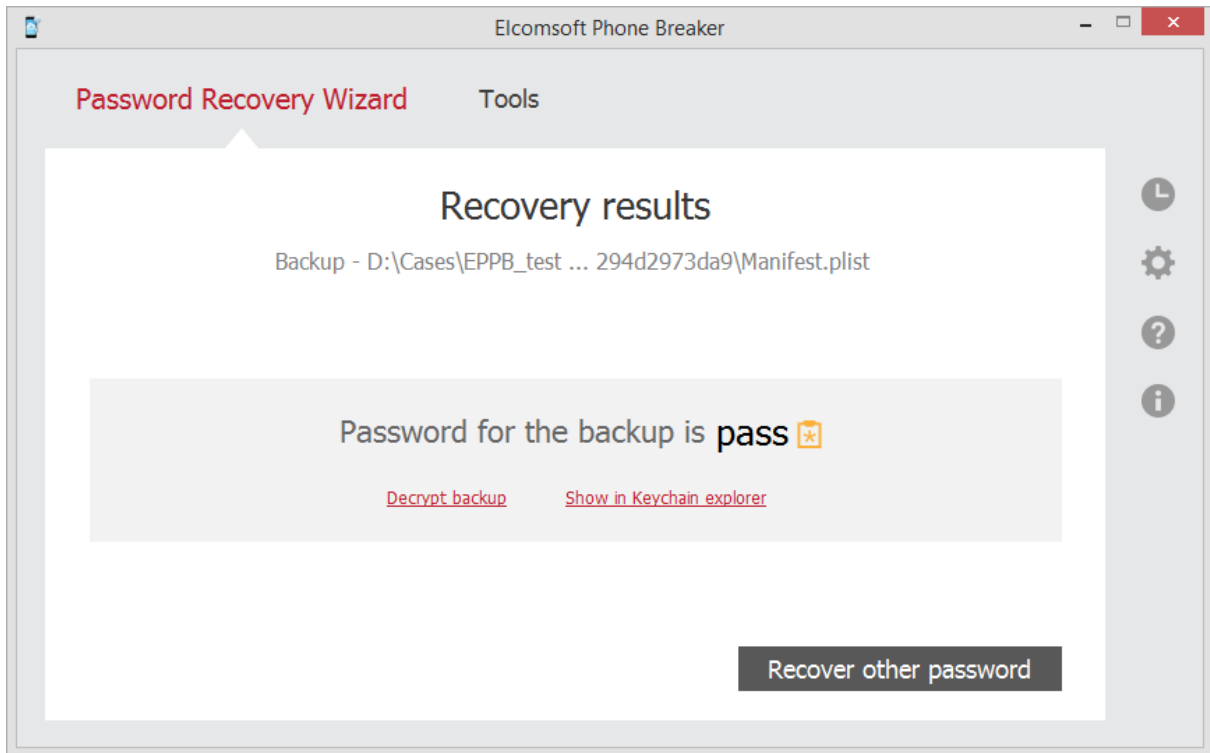 Elcomsoft Phone Breaker
Password Recovery Wizard Tools
Recovery results
Backup - D:\Cases\EPPB_test ... 294d2973da9\Manifest.plist
Password for the backup is pass
Decrypt backup Show in Keychain explorer
Recover other password